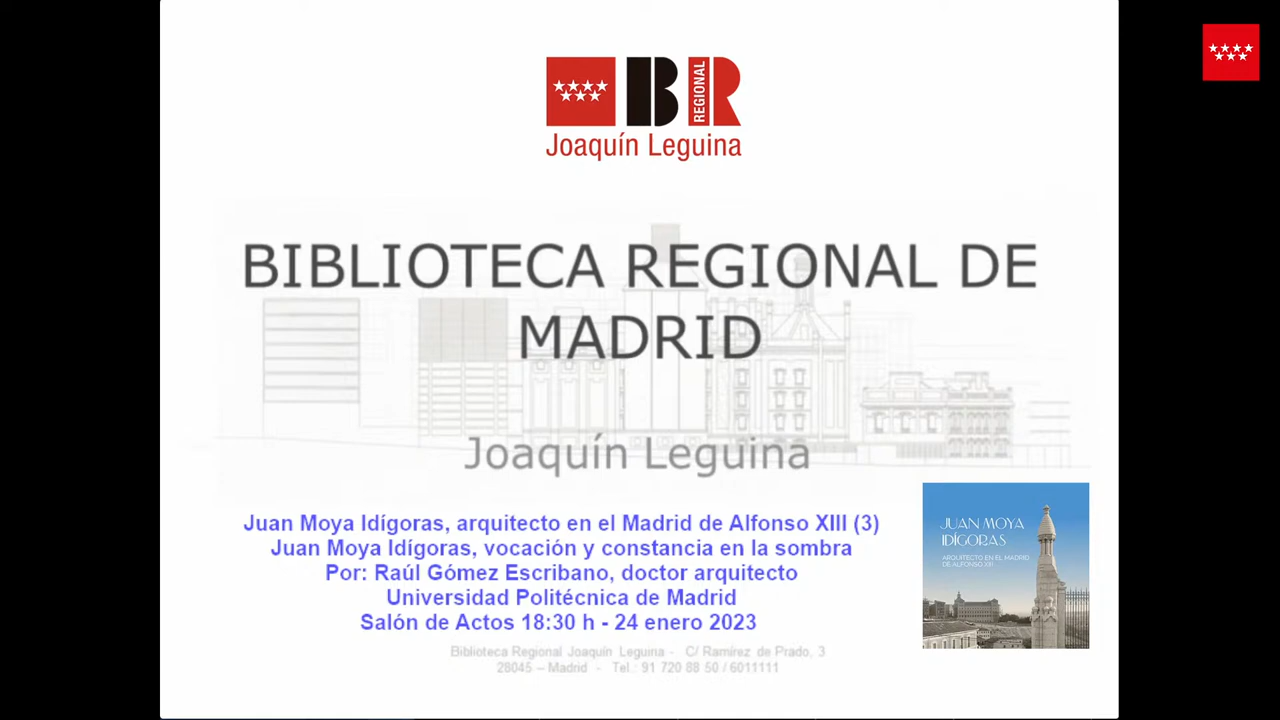 BR REGIONAL
Joaquín Leguina
BIBLIOTECA REGIONAL DE
MADRID
Joaquín Leguina
Juan Moya Idígoras, arquitecto en el Madrid de Alfonso XIII (3)
Juan Moya Idígoras, vocación y constancia en la sombra
Por: Raúl Gómez Escribano, doctor arquitecto
Universidad Politécnica de Madrid
Salón de Actos 18:30 h - 24 enero 2023
JUAN MOYA
IDÍGORAS
ARQUITECTO EN EL MADRID
DE ALFONSO XIII
Biblioteca Regional Joaquín Leguina - C/ Ramírez de Prado, 3
28045 – Madrid - Tel.: 91 720 88 50 / 6011111